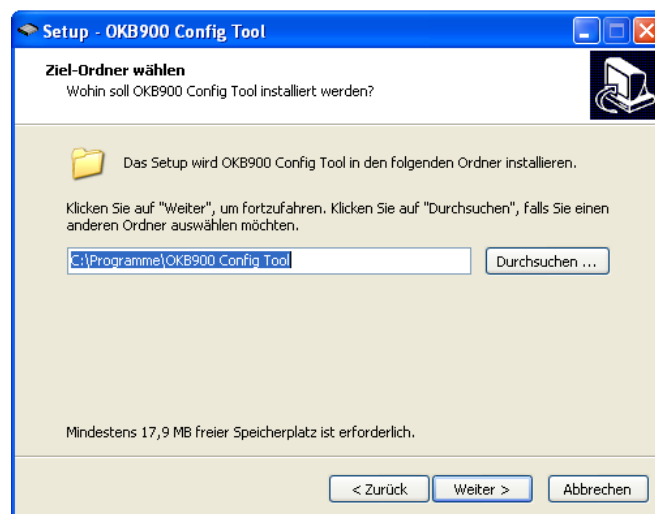 Setup - OKB900 Config Tool
Ziel-Ordner wählen
Wohin soll OKB900 Config Tool installiert werden?
Das Setup wird OKB900 Config Tool in den folgenden Ordner installieren.
Klicken Sie auf "Weiter", um fortzufahren. Klicken Sie auf "Durchsuchen", falls Sie einen
anderen Ordner auswählen möchten.
C:\Programme\OKB900 Config Tool
Durchsuchen ...
Mindestens 17,9 MB freier Speicherplatz ist erforderlich.
< Zurück
Weiter >
Abbrechen